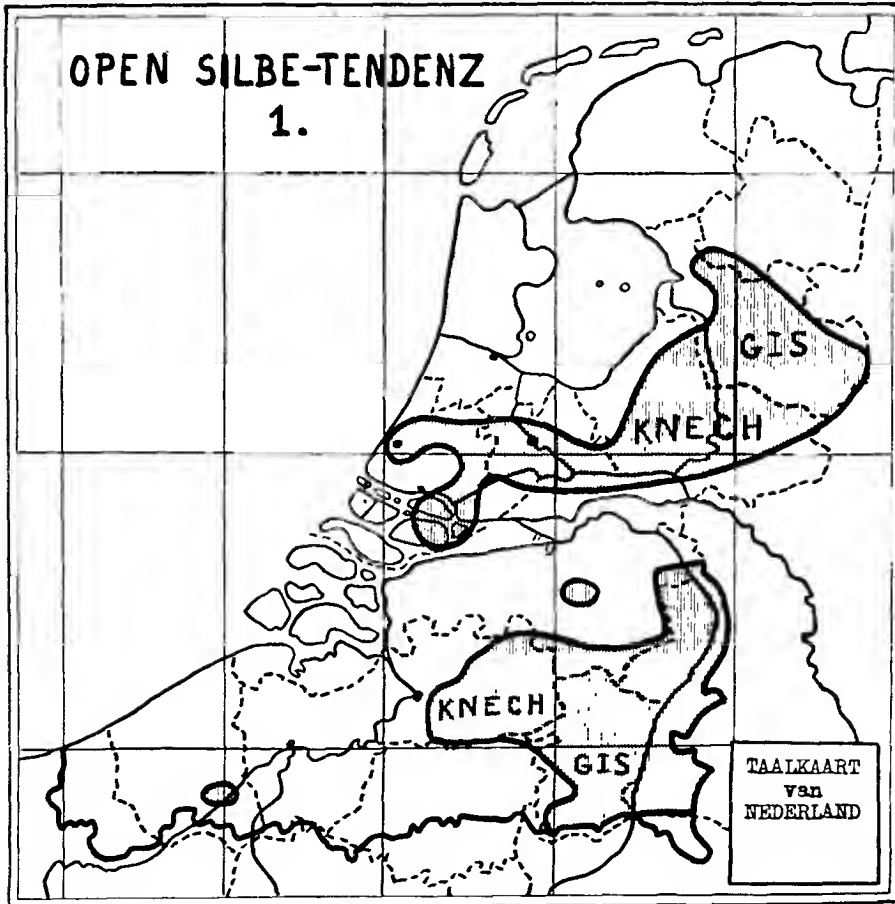 OPEN SILBE-TENDENZ
1.
GIS
KNECH
KNECH
GIS
TAALKAART
van
NEDERLAND